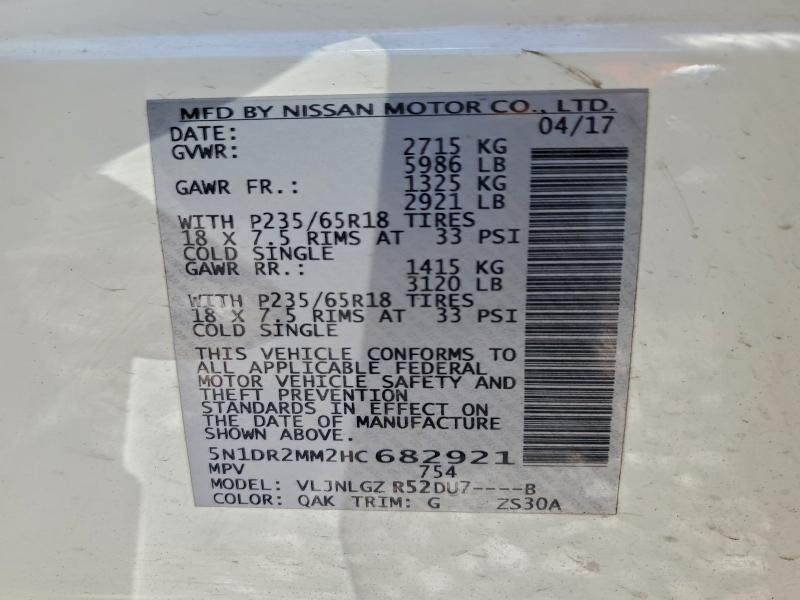 MFD BY NISSAN MOTOR CO., LTD.
DATE: 04/17
GVWR: 2715 KG
5986 LB
GAWR FR.: 1325 KG
2921 LB
WITH P235/65R18 TIRES
18 X 7.5 RIMS AT 33 PSI
COLD SINGLE
GAWR RR.: 1415 KG
3120 LB
WITH P235/65R18 TIRES
18 X 7.5 RIMS AT 33 PSI
COLD SINGLE
THIS VEHICLE CONFORMS TO
ALL APPLICABLE FEDERAL
MOTOR VEHICLE SAFETY AND
THEFT PREVENTION
STANDARDS IN EFFECT ON
THE DATE OF MANUFACTURE
SHOWN ABOVE.
5N1DR2MM2HC682921
MPV 754
MODEL: VLJNLGZ R52DU7----B
COLOR: QAK TRIM: G ZS30A